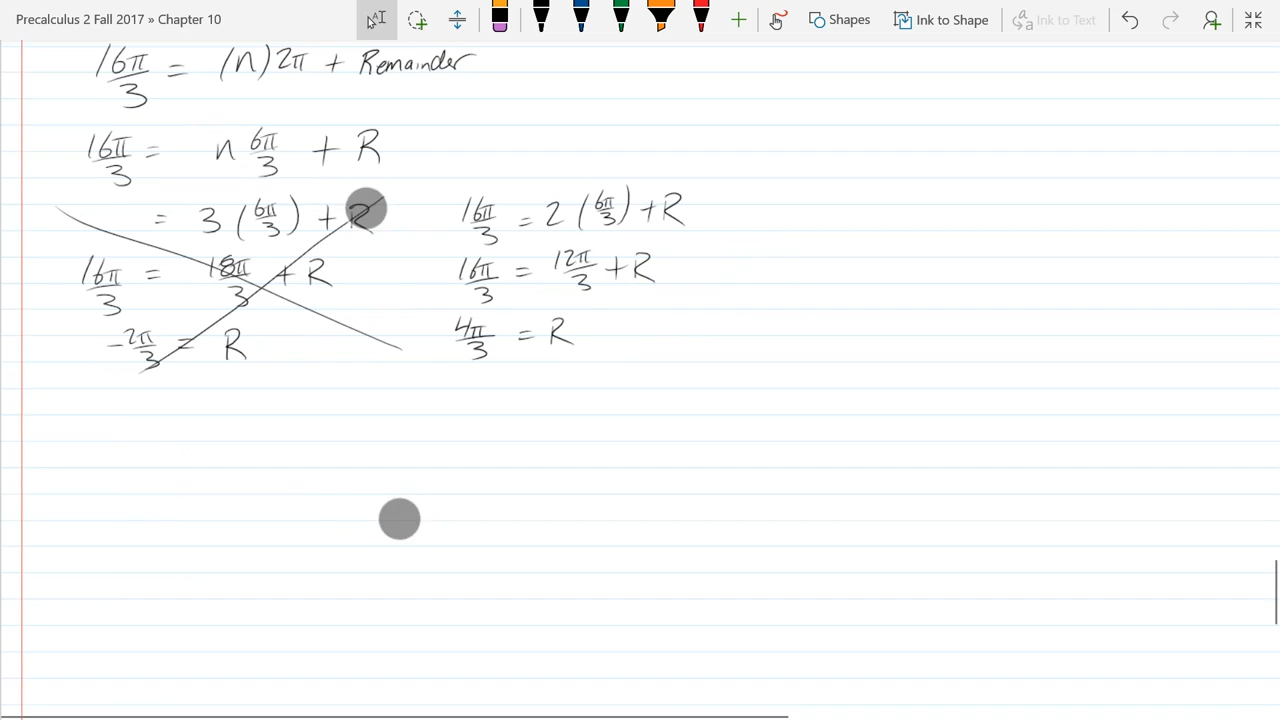 Precalculus 2 Fall 2017 » Chapter 10
Shapes
Ink to Shape
Ink to Text
16π/3 = (n)2π + Remainder
16π/3 = n 6π/3 + R
= 3(6π/3) + R
16π/3 = 18π/3 + R
-2π/3 = R
16π/3 = 2(6π/3) + R
16π/3 = 12π/3 + R
4π/3 = R